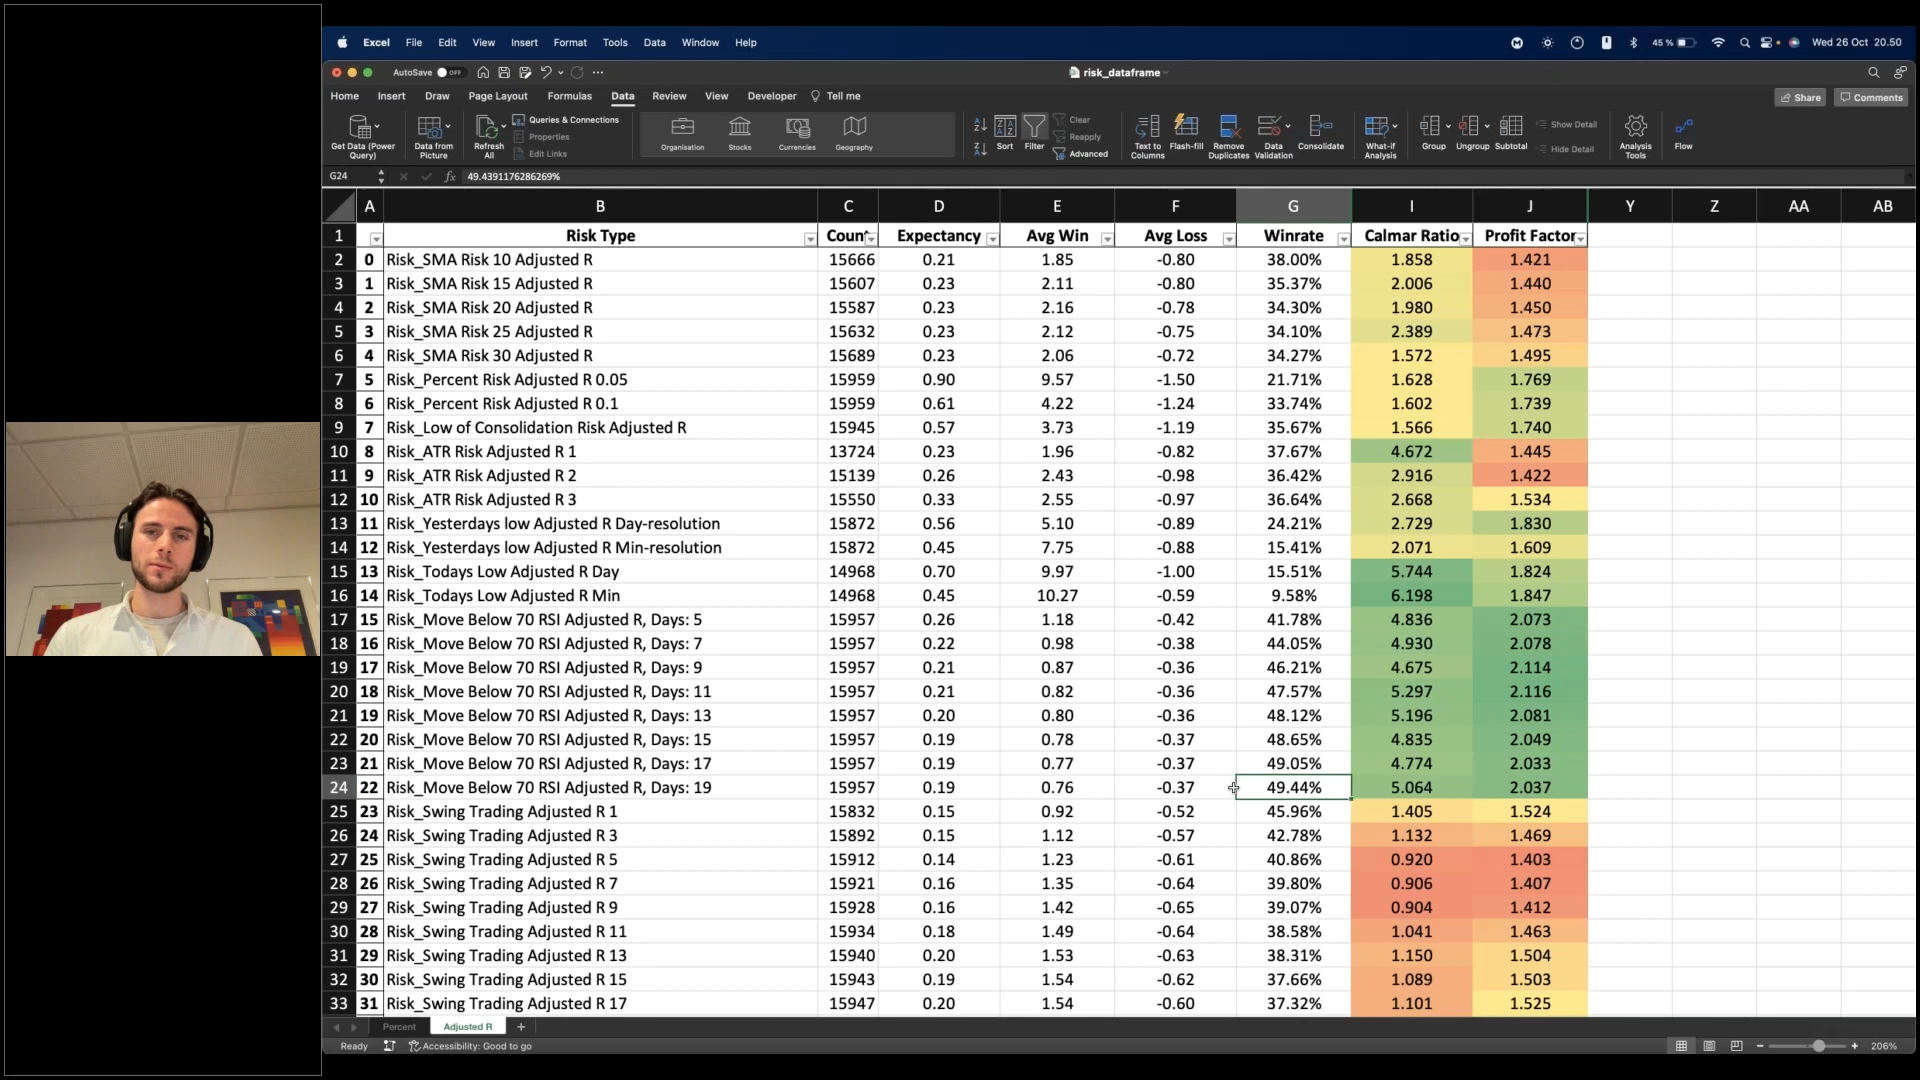 Excel File Edit View Insert Format Tools Data Window Help 45 % Wed 26 Oct 20.50
AutoSave OFF risk_dataframe
Home Insert Draw Page Layout Formulas Data Review View Developer Tell me Share Comments
Get Data (Power Query) Data from Picture Refresh All Queries & Connections Properties Edit Links Organisation Stocks Currencies Geography Sort Filter Clear Reapply Advanced Text to Columns Flash-fill Remove Duplicates Data Validation Consolidate What-if Analysis Group Ungroup Subtotal Show Detail Hide Detail Analysis Tools Flow
G24 fx 49.4391176286269%
A B C D E F G I J Y Z AA AB
1 Risk Type Count Expectancy Avg Win Avg Loss Winrate Calmar Ratio Profit Factor
2 0 Risk_SMA Risk 10 Adjusted R 15666 0.21 1.85 -0.80 38.00% 1.858 1.421
3 1 Risk_SMA Risk 15 Adjusted R 15607 0.23 2.11 -0.80 35.37% 2.006 1.440
4 2 Risk_SMA Risk 20 Adjusted R 15587 0.23 2.16 -0.78 34.30% 1.980 1.450
5 3 Risk_SMA Risk 25 Adjusted R 15632 0.23 2.12 -0.75 34.10% 2.389 1.473
6 4 Risk_SMA Risk 30 Adjusted R 15689 0.23 2.06 -0.72 34.27% 1.572 1.495
7 5 Risk_Percent Risk Adjusted R 0.05 15959 0.90 9.57 -1.50 21.71% 1.628 1.769
8 6 Risk_Percent Risk Adjusted R 0.1 15959 0.61 4.22 -1.24 33.74% 1.602 1.739
9 7 Risk_Low of Consolidation Risk Adjusted R 15945 0.57 3.73 -1.19 35.67% 1.566 1.740
10 8 Risk_ATR Risk Adjusted R 1 13724 0.23 1.96 -0.82 37.67% 4.672 1.445
11 9 Risk_ATR Risk Adjusted R 2 15139 0.26 2.43 -0.98 36.42% 2.916 1.422
12 10 Risk_ATR Risk Adjusted R 3 15550 0.33 2.55 -0.97 36.64% 2.668 1.534
13 11 Risk_Yesterdays low Adjusted R Day-resolution 15872 0.56 5.10 -0.89 24.21% 2.729 1.830
14 12 Risk_Yesterdays low Adjusted R Min-resolution 15872 0.45 7.75 -0.88 15.41% 2.071 1.609
15 13 Risk_Todays Low Adjusted R Day 14968 0.70 9.97 -1.00 15.51% 5.744 1.824
16 14 Risk_Todays Low Adjusted R Min 14968 0.45 10.27 -0.59 9.58% 6.198 1.847
17 15 Risk_Move Below 70 RSI Adjusted R, Days: 5 15957 0.26 1.18 -0.42 41.78% 4.836 2.073
18 16 Risk_Move Below 70 RSI Adjusted R, Days: 7 15957 0.22 0.98 -0.38 44.05% 4.930 2.078
19 17 Risk_Move Below 70 RSI Adjusted R, Days: 9 15957 0.21 0.87 -0.36 46.21% 4.675 2.114
20 18 Risk_Move Below 70 RSI Adjusted R, Days: 11 15957 0.21 0.82 -0.36 47.57% 5.297 2.116
21 19 Risk_Move Below 70 RSI Adjusted R, Days: 13 15957 0.20 0.80 -0.36 48.12% 5.196 2.081
22 20 Risk_Move Below 70 RSI Adjusted R, Days: 15 15957 0.19 0.78 -0.37 48.65% 4.835 2.049
23 21 Risk_Move Below 70 RSI Adjusted R, Days: 17 15957 0.19 0.77 -0.37 49.05% 4.774 2.033
24 22 Risk_Move Below 70 RSI Adjusted R, Days: 19 15957 0.19 0.76 -0.37 49.44% 5.064 2.037
25 23 Risk_Swing Trading Adjusted R 1 15832 0.15 0.92 -0.52 45.96% 1.405 1.524
26 24 Risk_Swing Trading Adjusted R 3 15892 0.15 1.12 -0.57 42.78% 1.132 1.469
27 25 Risk_Swing Trading Adjusted R 5 15912 0.14 1.23 -0.61 40.86% 0.920 1.403
28 26 Risk_Swing Trading Adjusted R 7 15921 0.16 1.35 -0.64 39.80% 0.906 1.407
29 27 Risk_Swing Trading Adjusted R 9 15928 0.16 1.42 -0.65 39.07% 0.904 1.412
30 28 Risk_Swing Trading Adjusted R 11 15934 0.18 1.49 -0.64 38.58% 1.041 1.463
31 29 Risk_Swing Trading Adjusted R 13 15940 0.20 1.53 -0.63 38.31% 1.150 1.504
32 30 Risk_Swing Trading Adjusted R 15 15943 0.19 1.54 -0.62 37.66% 1.089 1.503
33 31 Risk_Swing Trading Adjusted R 17 15947 0.20 1.54 -0.60 37.32% 1.101 1.525
Percent Adjusted R +
Ready Accessibility: Good to go 206%